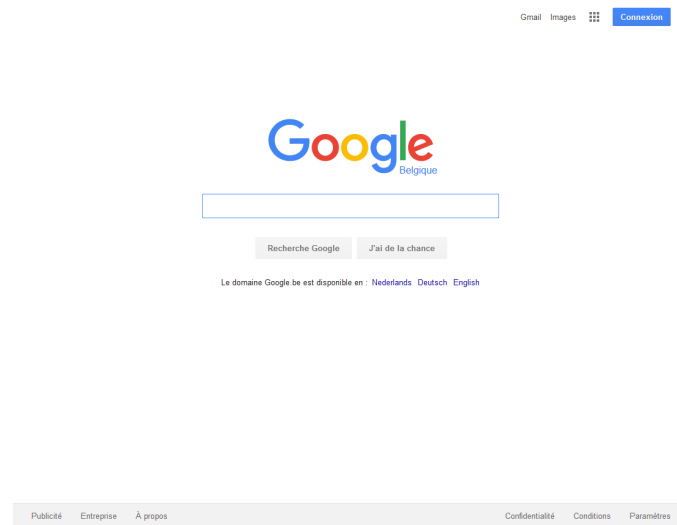 Gmail Images Connexion
Google
Belgique
Recherche Google J'ai de la chance
Le domaine Google.be est disponible en : Nederlands Deutsch English
Publicité Entreprise À propos Confidentialité Conditions Paramètres